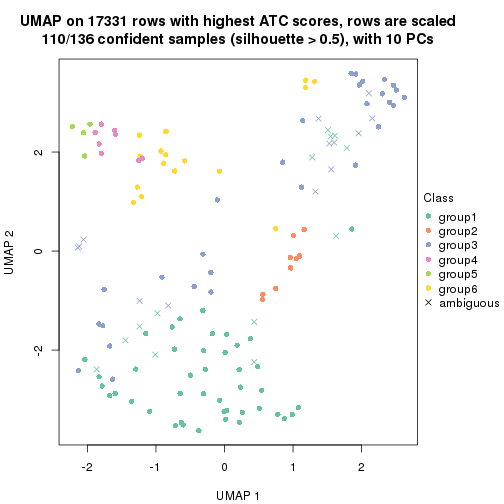 UMAP on 17331 rows with highest ATC scores, rows are scaled
110/136 confident samples (silhouette > 0.5), with 10 PCs
UMAP 2
2
0
-2
-2
-1
0
1
2
UMAP 1
Class
group1
group2
group3
group4
group5
group6
ambiguous